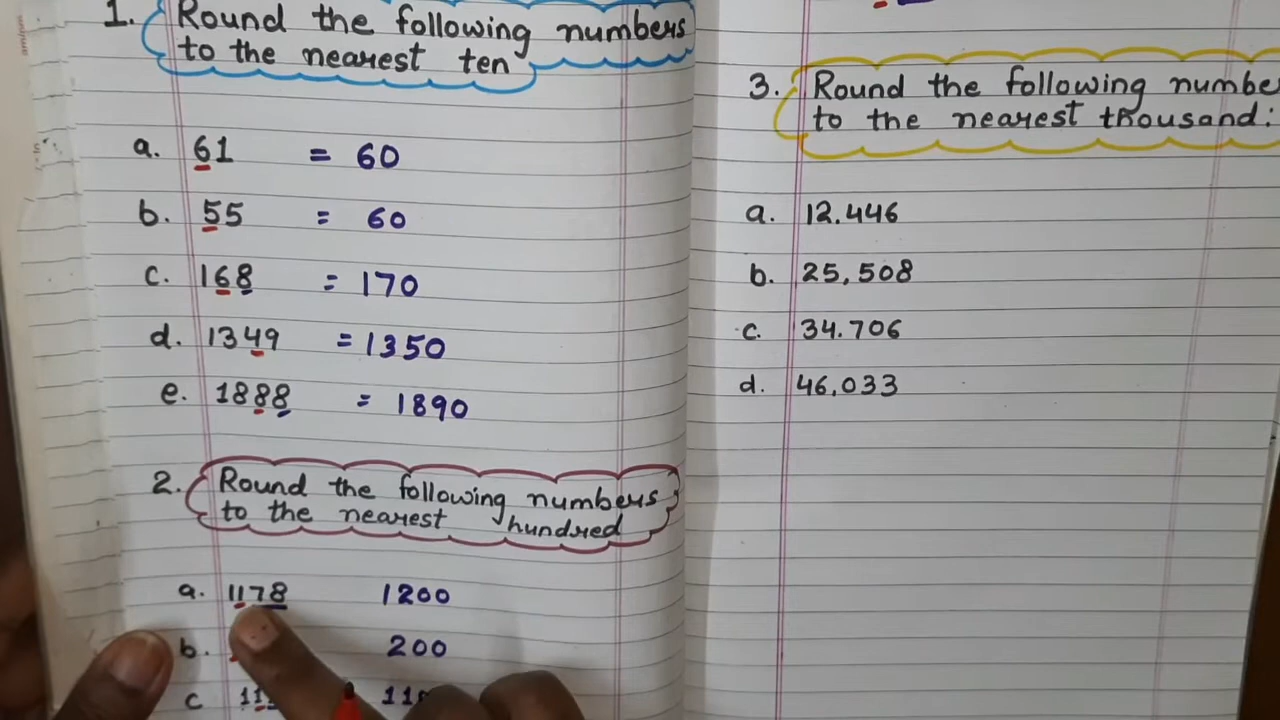 1. Round the following numbers
to the nearest ten
a. 61 = 60
b. 55 = 60
c. 168 = 170
d. 1349 = 1350
e. 1888 = 1890
2. Round the following numbers
to the nearest hundred
a. 1178 1200
b. 200
c
3. Round the following
to the nearest thousand:
a. 12.446
b. 25,508
c. 34.706
d. 46.033